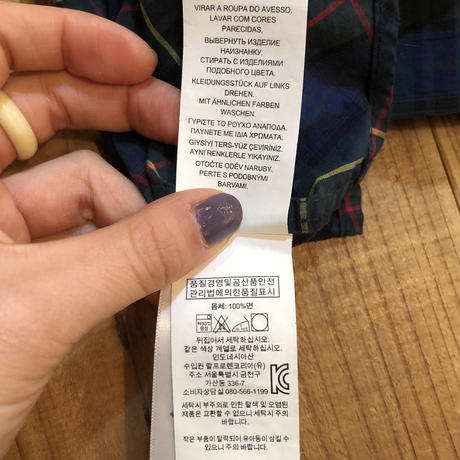 VIRAR A ROUPA DO AVESSO.
LAVAR COM CORES
PARECIDAS.
ВЫВЕРНУТЬ ИЗДЕЛИЕ
НАИЗНАНКУ.
СТИРАТЬ С ИЗДЕЛИЯМИ
ПОДОБНОГО ЦВЕТА.
KLEIDUNGSSTÜCK AUF LINKS
DREHEN.
MIT ÄHNLICHEN FARBEN
WASCHEN.
ΓΥΡΙΣΤΕ ΤΟ ΡΟΥΧΟ ΑΝΑΠΟΔΑ.
ΠΛΥΝΕΤΕ ΜΕ ΙΔΙΑ ΧΡΩΜΑΤΑ.
GİYSİYİ TERS-YÜZ ÇEVİRİNİZ.
AYNI RENKLERLE YIKAYINIZ.
OTOČTE ODĚV NARUBY.
PERTE S PODOBNÝMI
BARVAMI.
품질경영및공산품안전
관리법에의한품질표시
몸체: 100%면
뒤집어서 세탁하십시오.
같은 색상 계열로 세탁하십시오.
인도네시아산
수입원 랄프로렌코리아(유)
주소 서울특별시 금천구
가산동 336-7
소비자상담실 080-566-1199
세탁시 부주의로 인한 탈색 및 오염된
제품은 교환할 수 없으니 세탁시 주의
바랍니다.
작은 부품이 탈락되어 유아등이 삼킬 수
있으니 주의 바랍니다.